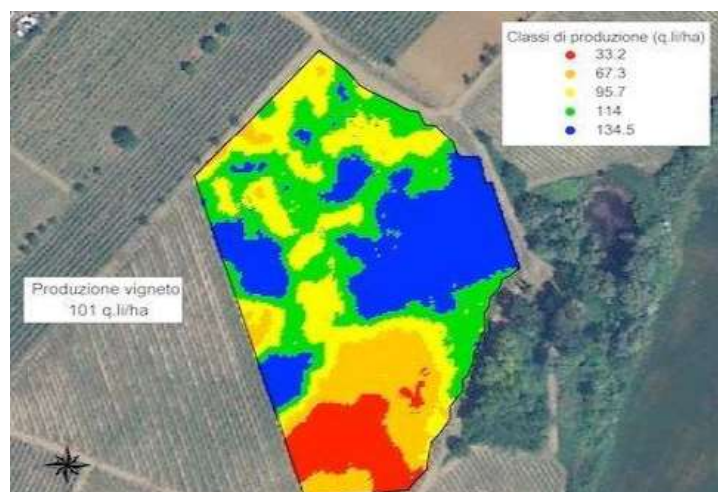 Classi di produzione (q.li/ha)
33.2
67.3
95.7
114
134.5
Produzione vigneto
101 q.li/ha